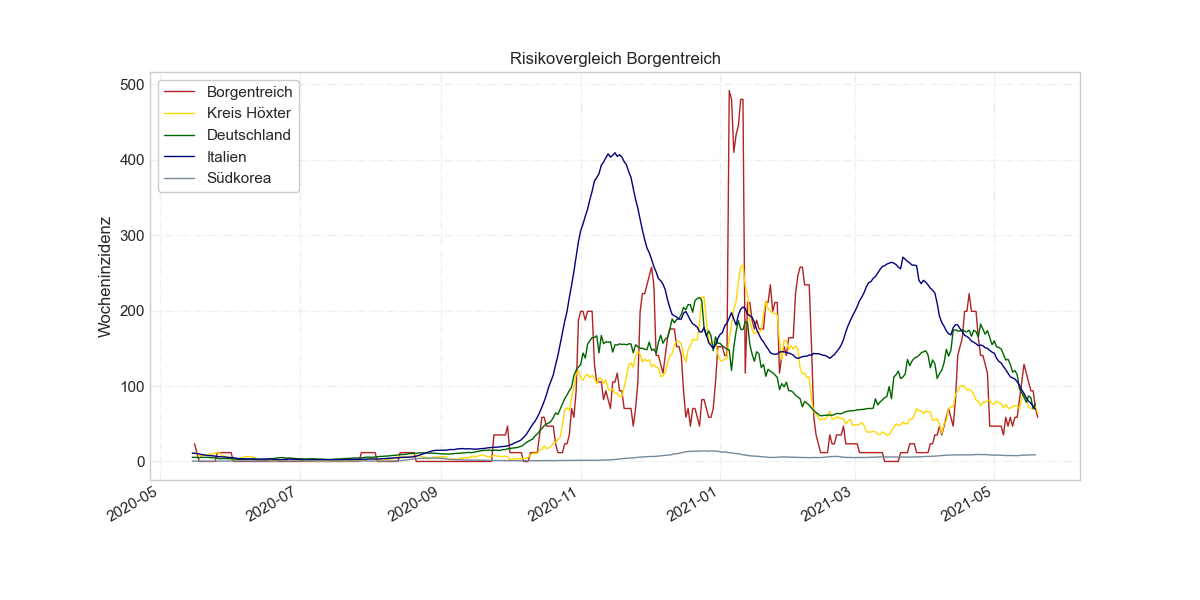 Risikovergleich Borgentreich
Wocheninzidenz
500
400
300
200
100
0
Borgentreich
Kreis Höxter
Deutschland
Italien
Südkorea
2020-05
2020-07
2020-09
2020-11
2021-01
2021-03
2021-05